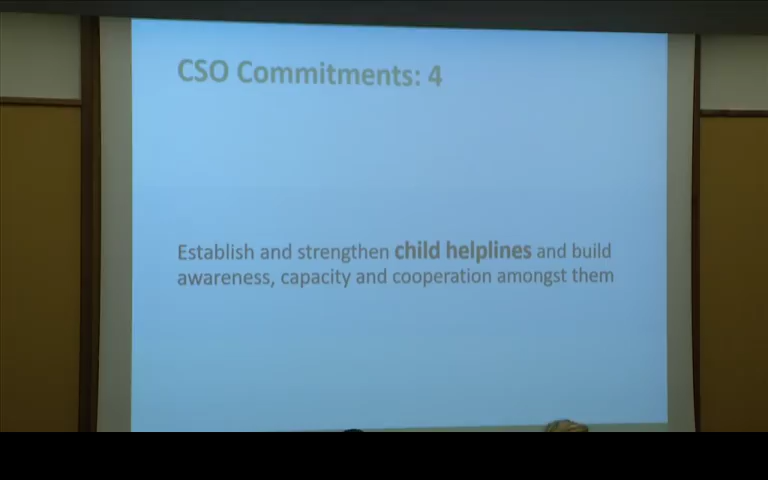 CSO Commitments: 4
Establish and strengthen child helplines and build
awareness, capacity and cooperation amongst them